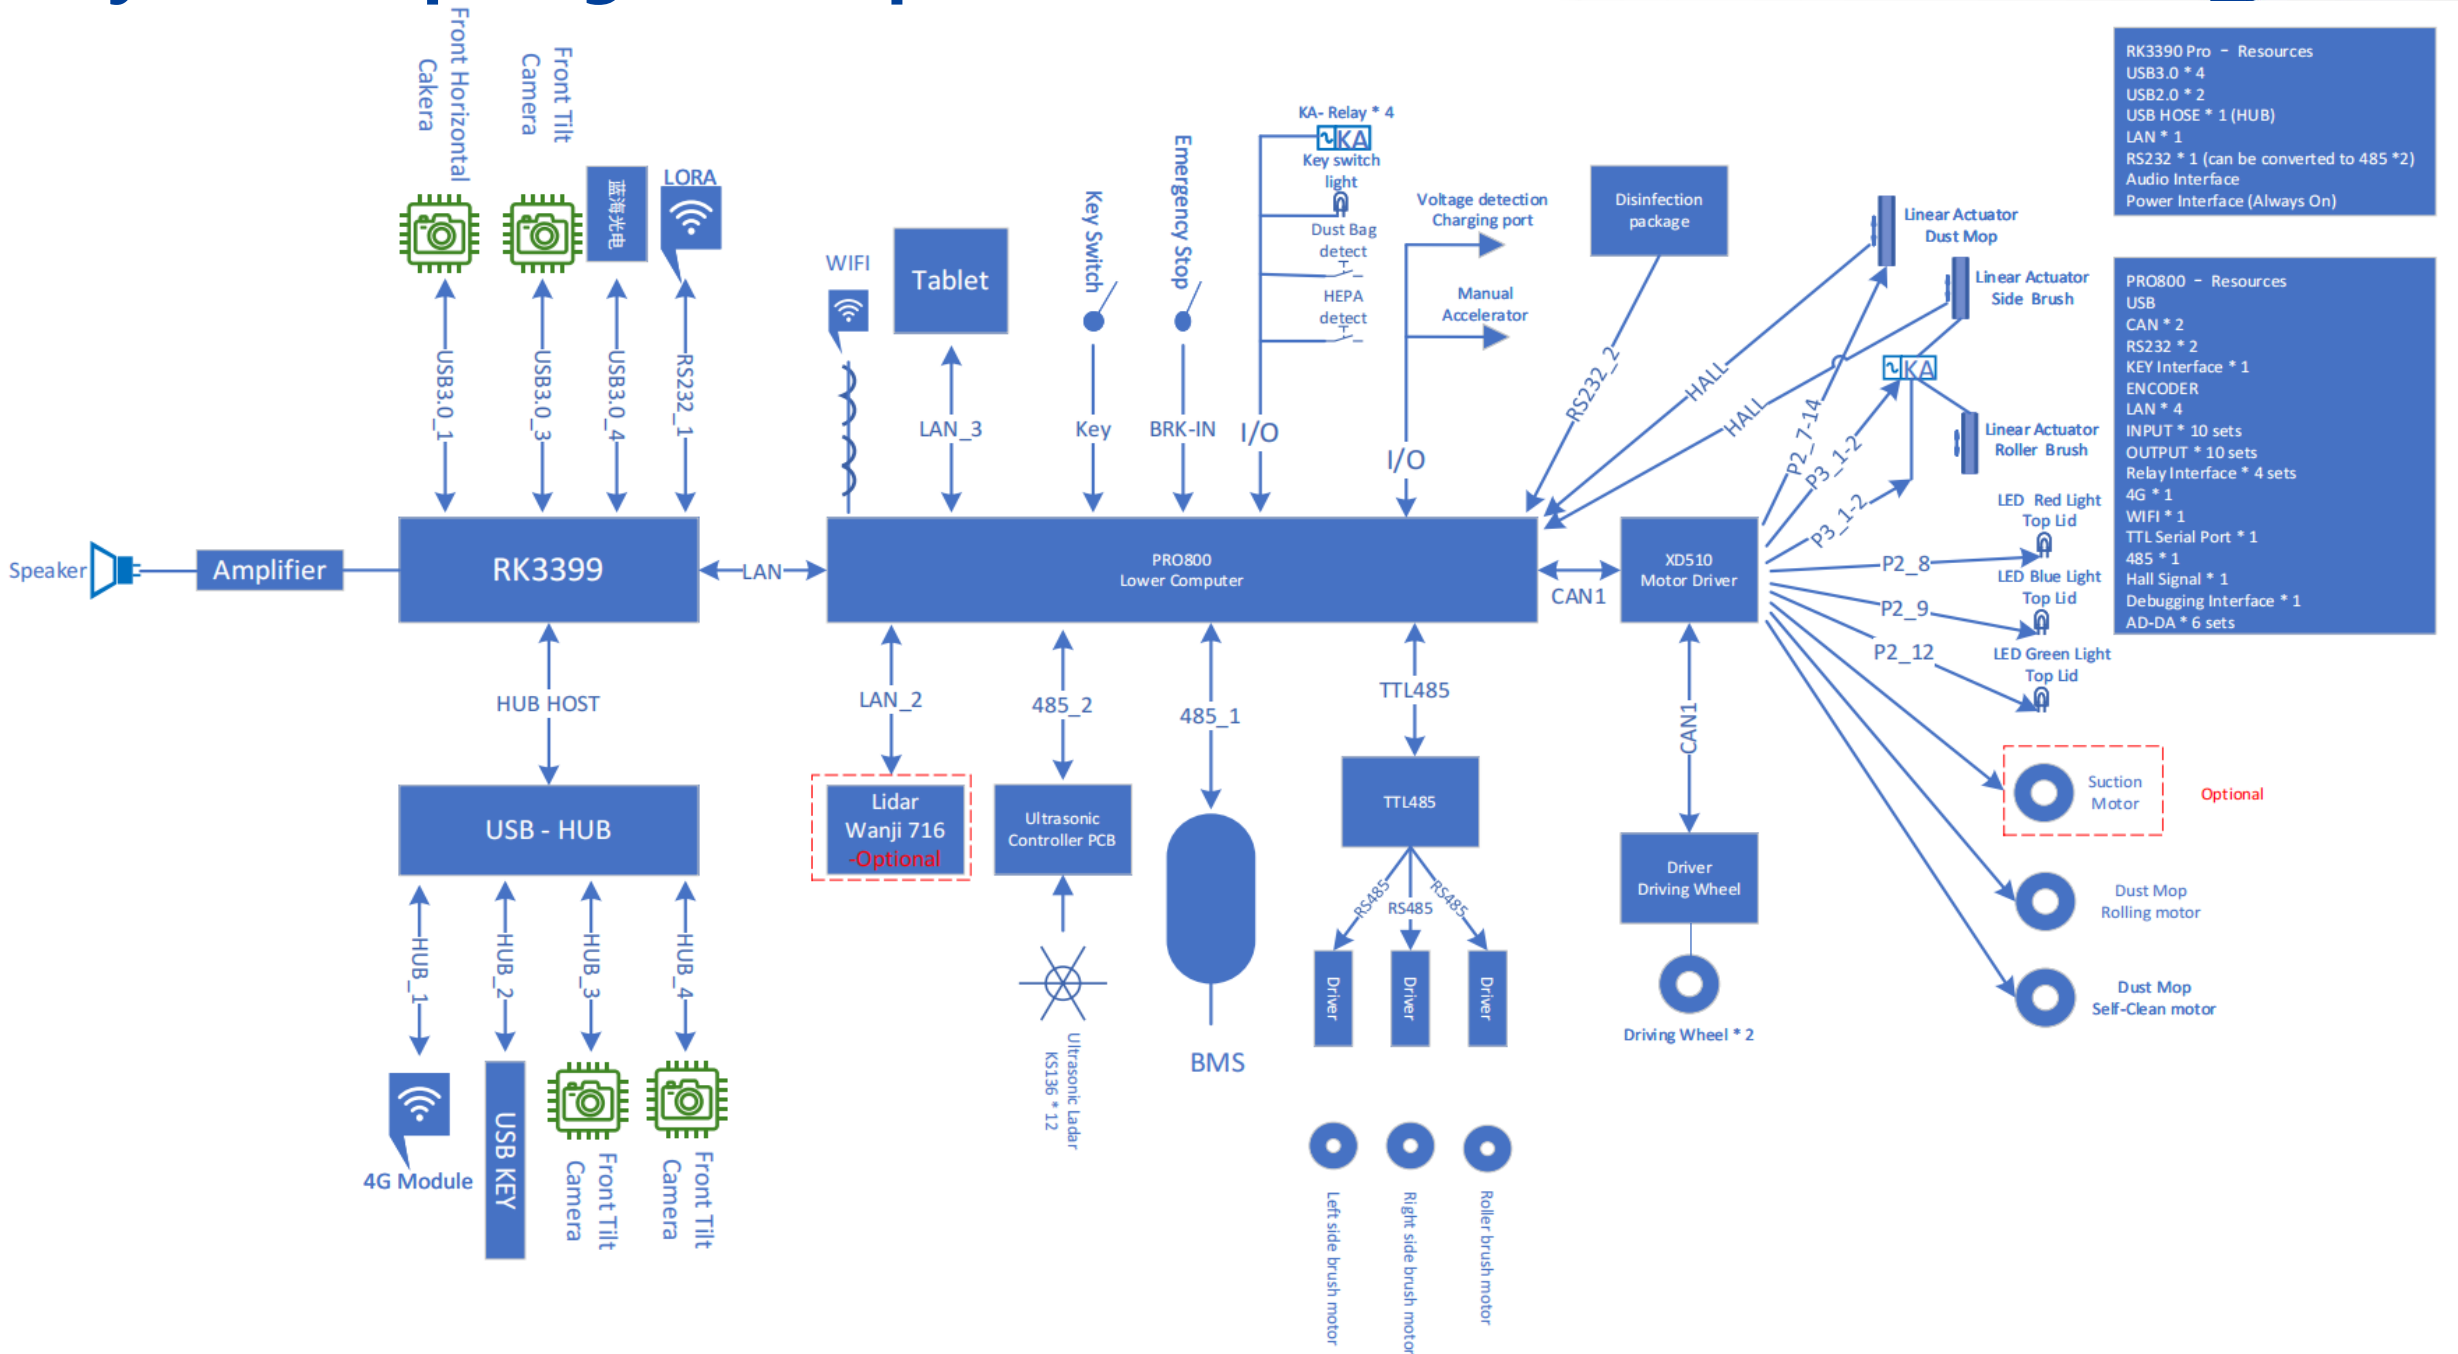 Front Horizontal
Cakera
Front Tilt
Camera
蓝海光电
LORA
USB3.0_1
USB3.0_3
USB3.0_4
RS232_1
WIFI
Tablet
LAN_3
Key Switch
Key
Emergency Stop
BRK-IN
KA- Relay * 4
KA
Key switch
light
Dust Bag
detect
HEPA
detect
I/O
Voltage detection
Charging port
Manual
Accelerator
I/O
Disinfection
package
RS232_2
HALL
HALL
Linear Actuator
Dust Mop
Linear Actuator
Side Brush
KA
Linear Actuator
Roller Brush
P2_7-14
P3_1-2
P3_1-2
P2_8
P2_9
P2_12
LED Red Light
Top Lid
LED Blue Light
Top Lid
LED Green Light
Top Lid
RK3390 Pro – Resources
USB3.0 * 4
USB2.0 * 2
USB HOSE * 1 (HUB)
LAN * 1
RS232 * 1 (can be converted to 485 *2)
Audio Interface
Power Interface (Always On)
PRO800 – Resources
USB
CAN * 2
RS232 * 2
KEY Interface * 1
ENCODER
LAN * 4
INPUT * 10 sets
OUTPUT * 10 sets
Relay Interface * 4 sets
4G * 1
WIFI * 1
TTL Serial Port * 1
485 * 1
Hall Signal * 1
Debugging Interface * 1
AD-DA * 6 sets
Speaker
Amplifier
RK3399
LAN
PRO800
Lower Computer
CAN1
XD510
Motor Driver
HUB HOST
LAN_2
485_2
485_1
TTL485
CAN1
USB - HUB
Lidar
Wanji 716
-Optional
Ultrasonic
Controller PCB
TTL485
Driver
Driving Wheel
Suction
Motor
Optional
Dust Mop
Rolling motor
Dust Mop
Self-Clean motor
HUB_1
HUB_2
HUB_3
HUB_4
RS485
RS485
RS485
Driver
Driver
Driver
Driving Wheel * 2
Ultrasonic Ladar
KS136 * 12
BMS
4G Module
USB KEY
Front Tilt
Camera
Front Tilt
Camera
Left side brush motor
Right side brush motor
Roller brush motor